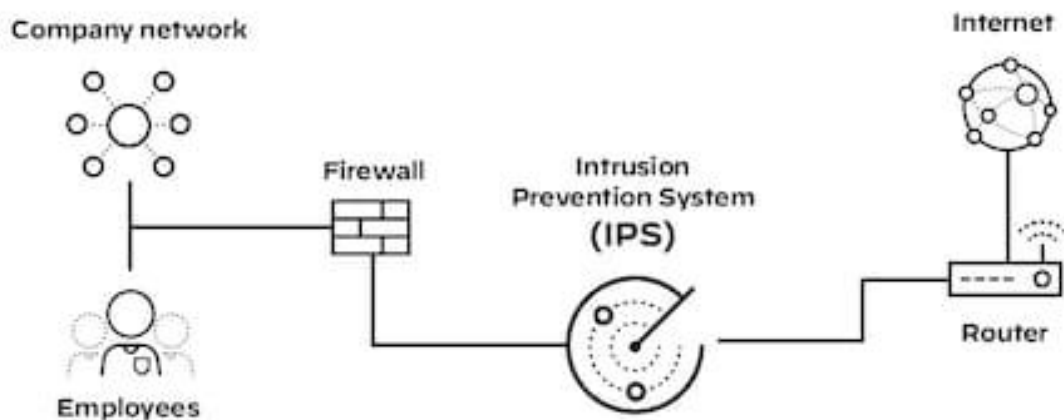 Company network
Internet
Firewall
Intrusion
Prevention System
(IPS)
Router
Employees